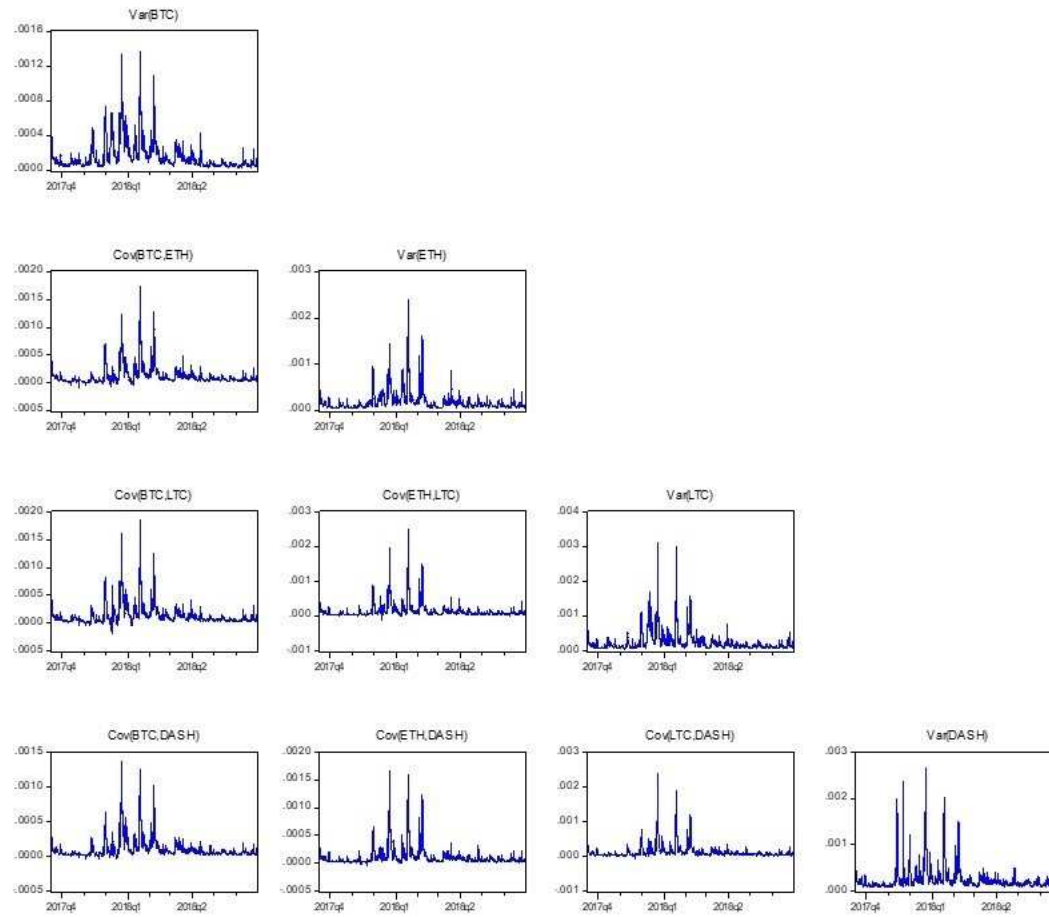 Var(BTC)
.0016
.0012
.0008
.0004
.0000
2017q4 2018q1 2018q2
Cov(BTC,ETH) Var(ETH)
.0020 .003
.0015
.002
.0010
.0005 .001
.0000
-.0005 .000
2017q4 2018q1 2018q2 2017q4 2018q1 2018q2
Cov(BTC,LTC) Cov(ETH,LTC) Var(LTC)
.0020 .003 .004
.0015 .002 .003
.0010
.0005 .001 .002
.0000 .000 .001
-.0005 -.001 .000
2017q4 2018q1 2018q2 2017q4 2018q1 2018q2 2017q4 2018q1 2018q2
Cov(BTC,DASH) Cov(ETH,DASH) Cov(LTC,DASH) Var(DASH)
.0015 .0020 .003 .003
.0010 .0015 .002 .002
.0005 .0010 .001
.0005 .001
.0000 .0000 .000
-.0005 -.0005 -.001 .000
2017q4 2018q1 2018q2 2017q4 2018q1 2018q2 2017q4 2018q1 2018q2 2017q4 2018q1 2018q2